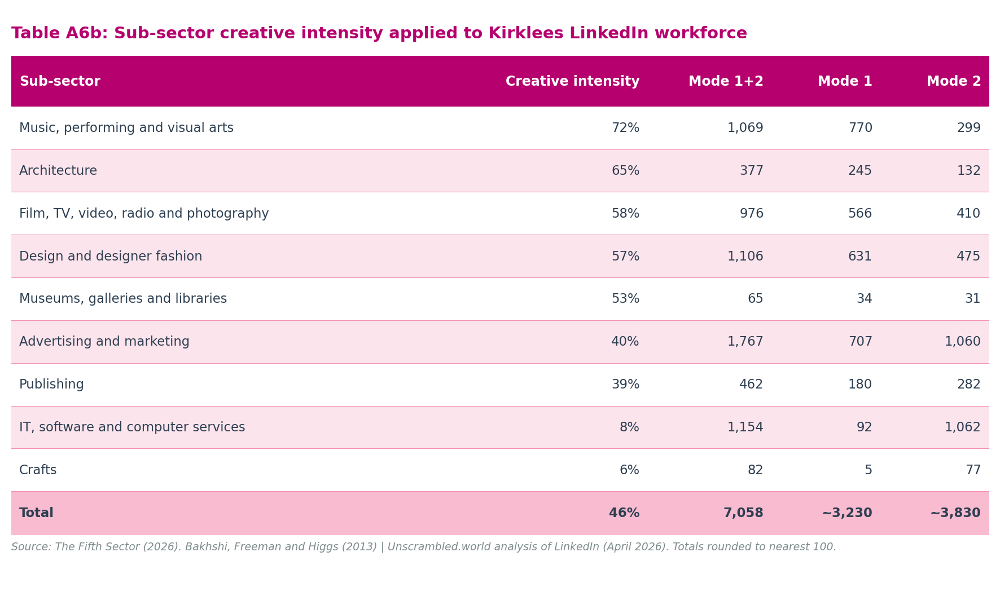 Table A6b: Sub-sector creative intensity applied to Kirklees LinkedIn workforce
Sub-sector Creative intensity Mode 1+2 Mode 1 Mode 2
Music, performing and visual arts 72% 1,069 770 299
Architecture 65% 377 245 132
Film, TV, video, radio and photography 58% 976 566 410
Design and designer fashion 57% 1,106 631 475
Museums, galleries and libraries 53% 65 34 31
Advertising and marketing 40% 1,767 707 1,060
Publishing 39% 462 180 282
IT, software and computer services 8% 1,154 92 1,062
Crafts 6% 82 5 77
Total 46% 7,058 ~3,230 ~3,830
Source: The Fifth Sector (2026). Bakhshi, Freeman and Higgs (2013) | Unscrambled.world analysis of LinkedIn (April 2026). Totals rounded to nearest 100.